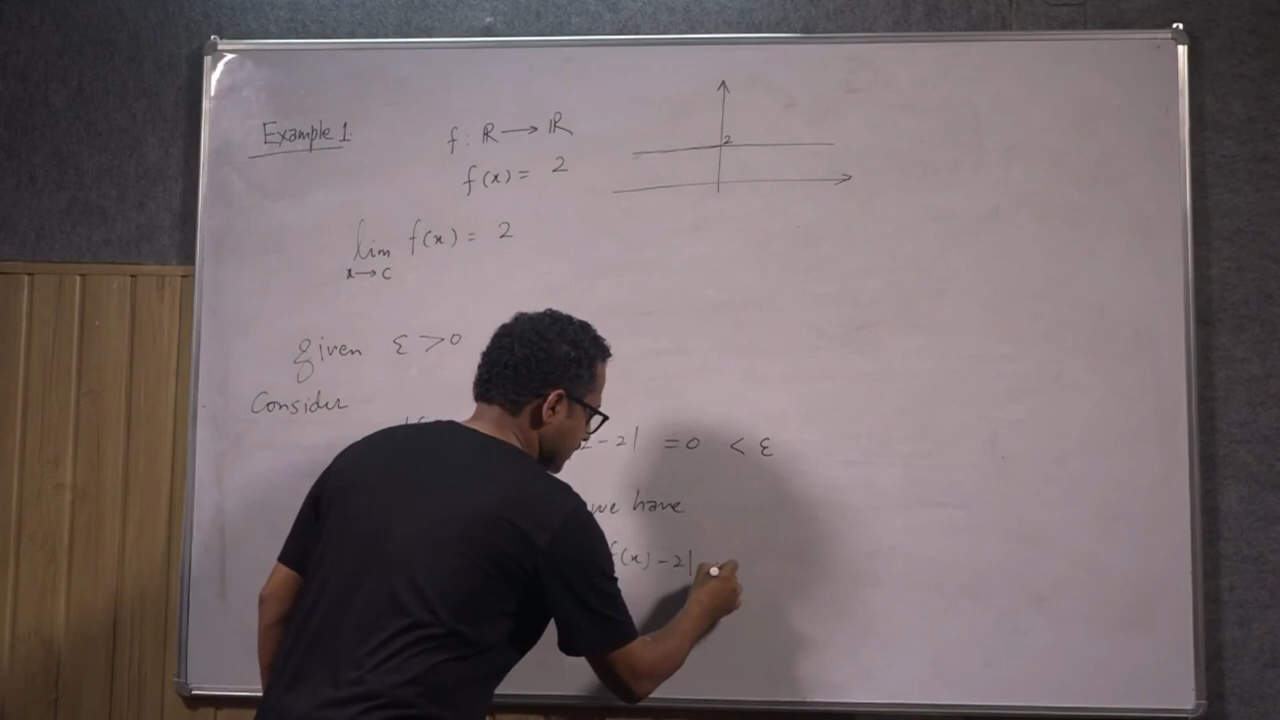 Example 1.
f : ℝ ⟶ ℝ
f(x) = 2
2
lim f(x) = 2
x→c
given ε > 0
Consider
- 2| = 0 < ε
we have
f(x) - 2|